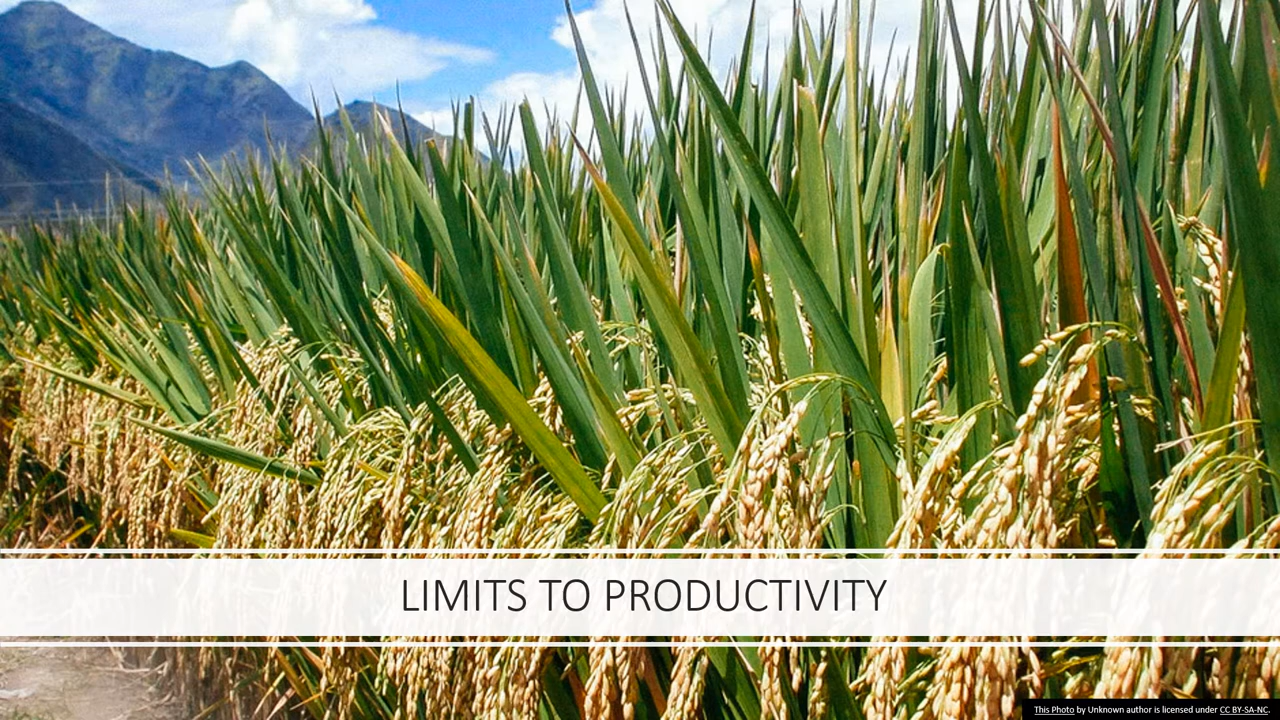 LIMITS TO PRODUCTIVITY
This Photo by Unknown author is licensed under CC BY-SA-NC.